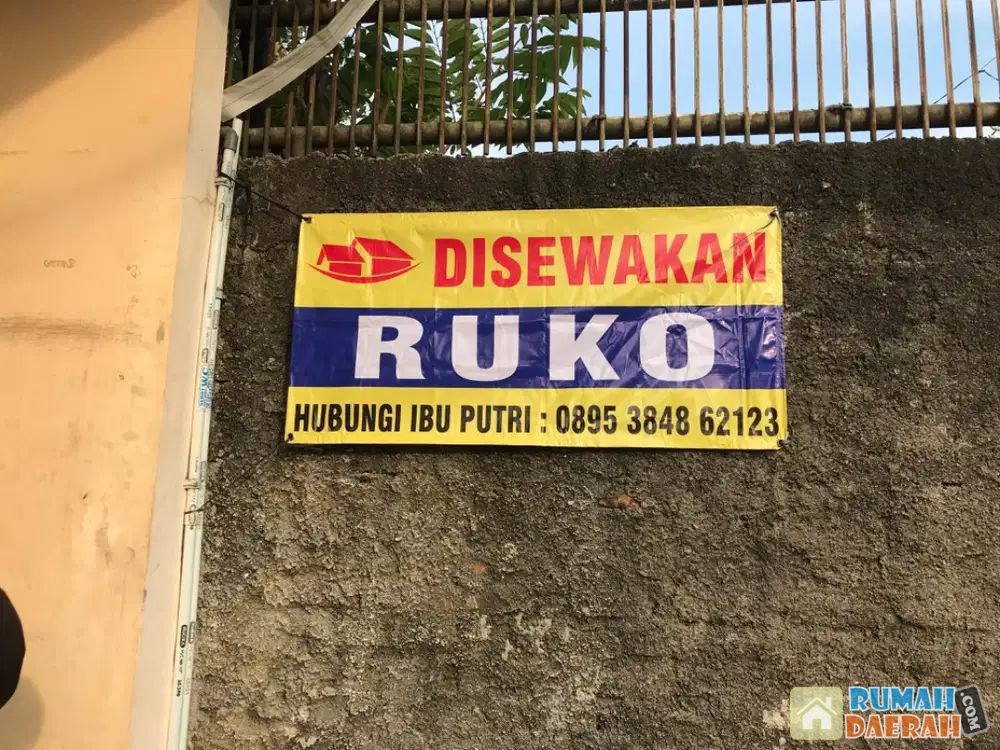 DISEWAKAN
RUKO
HUBUNGI IBU PUTRI : 0895 3848 62123
RUMAH
DAERAH
.COM